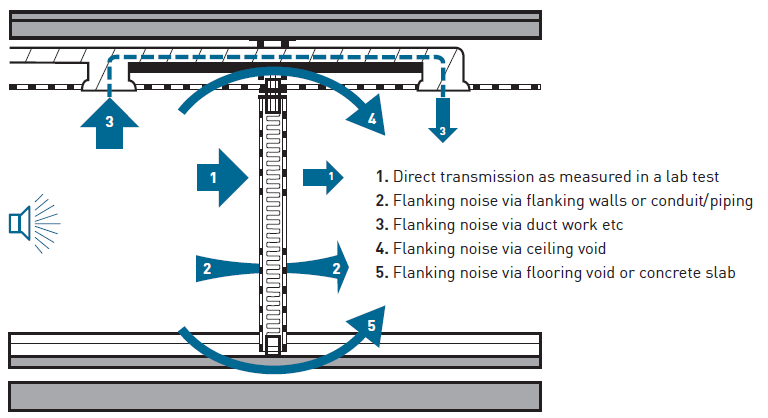 3
4
3
1
1
2
2
5
1. Direct transmission as measured in a lab test
2. Flanking noise via flanking walls or conduit/piping
3. Flanking noise via duct work etc
4. Flanking noise via ceiling void
5. Flanking noise via flooring void or concrete slab